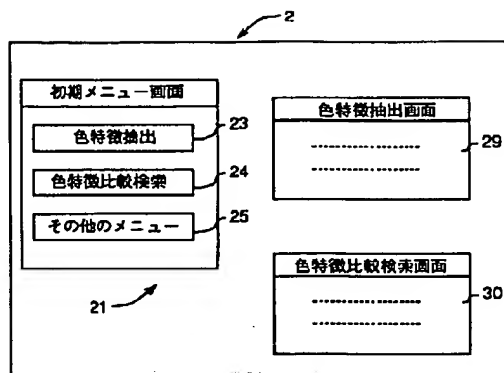 2
初期メニュー画面
色特徴抽出
23
色特徴比較検索
24
その他のメニュー
25
21
色特徴抽出画面
29
色特徴比較検索画面
30